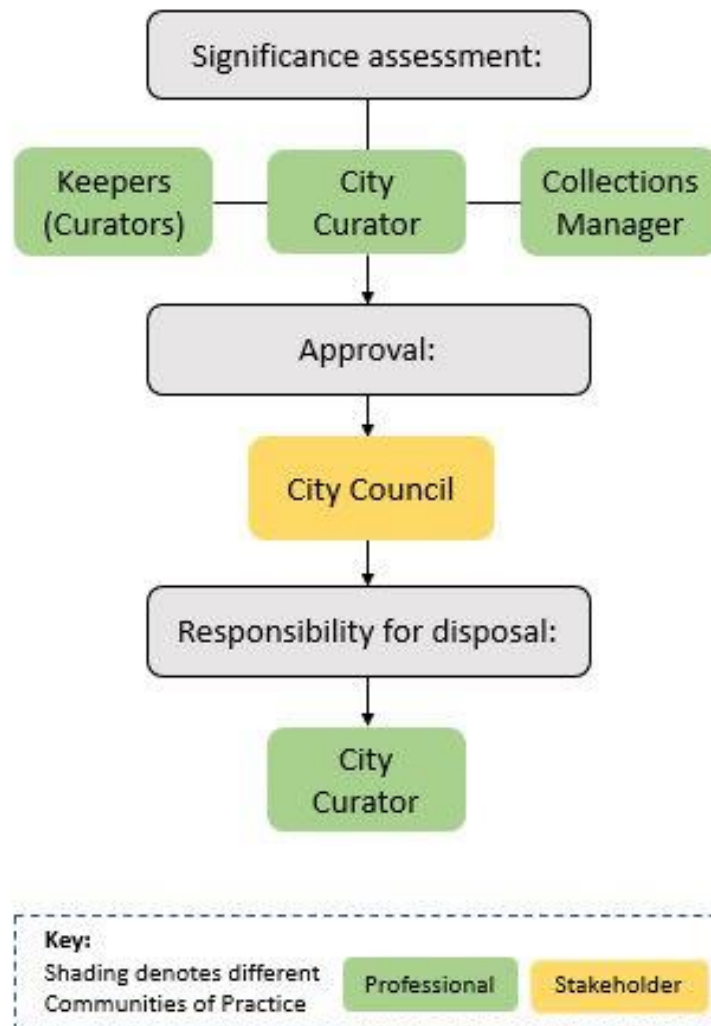 Significance assessment:
Keepers
(Curators)
City
Curator
Collections
Manager
Approval:
City Council
Responsibility for disposal:
City
Curator
Key:
Shading denotes different
Communities of Practice
Professional
Stakeholder